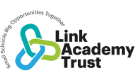 Small Schools Big Opportunities Together
Link
Academy
Trust